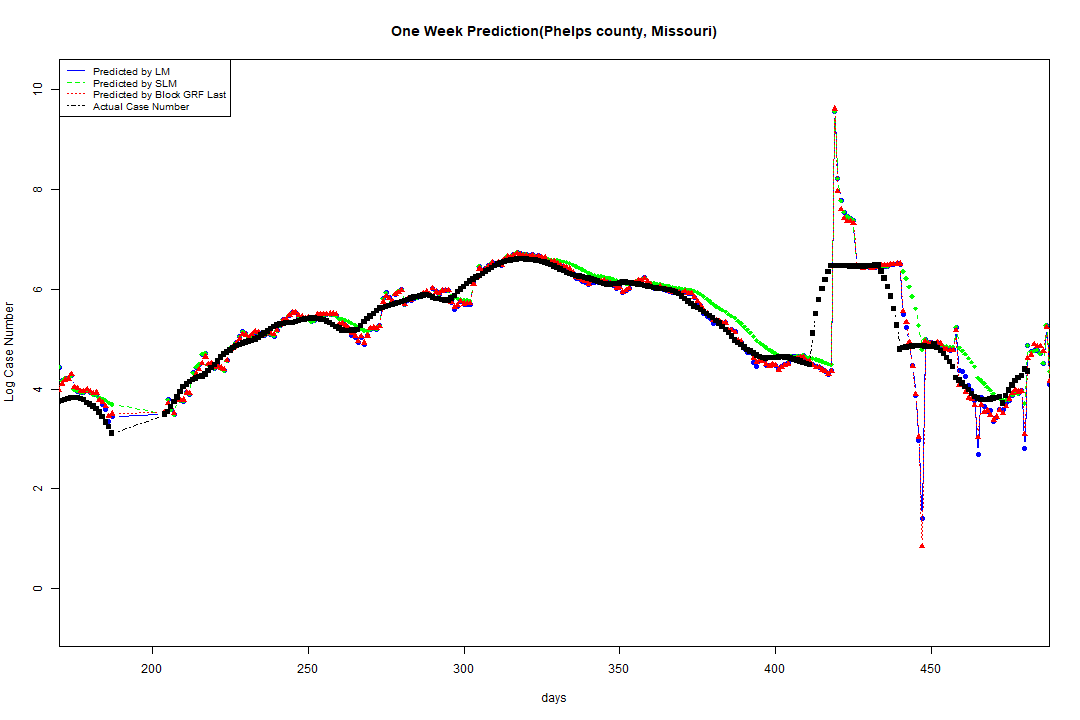 One Week Prediction(Phelps county, Missouri)
Predicted by LM
Predicted by SLM
Predicted by Block GRF Last
Actual Case Number
10
8
6
4
2
0
Log Case Number
200 250 300 350 400 450
days